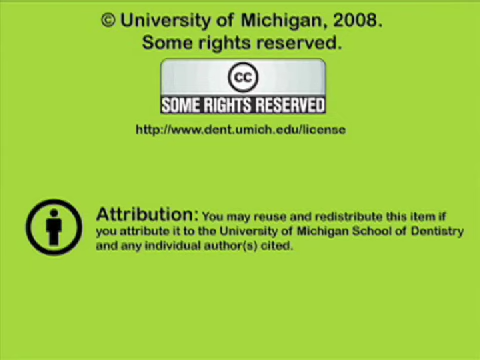 © University of Michigan, 2008.
Some rights reserved.
cc
SOME RIGHTS RESERVED
http://www.dent.umich.edu/license
Attribution: You may reuse and redistribute this item if
you attribute it to the University of Michigan School of Dentistry
and any individual author(s) cited.